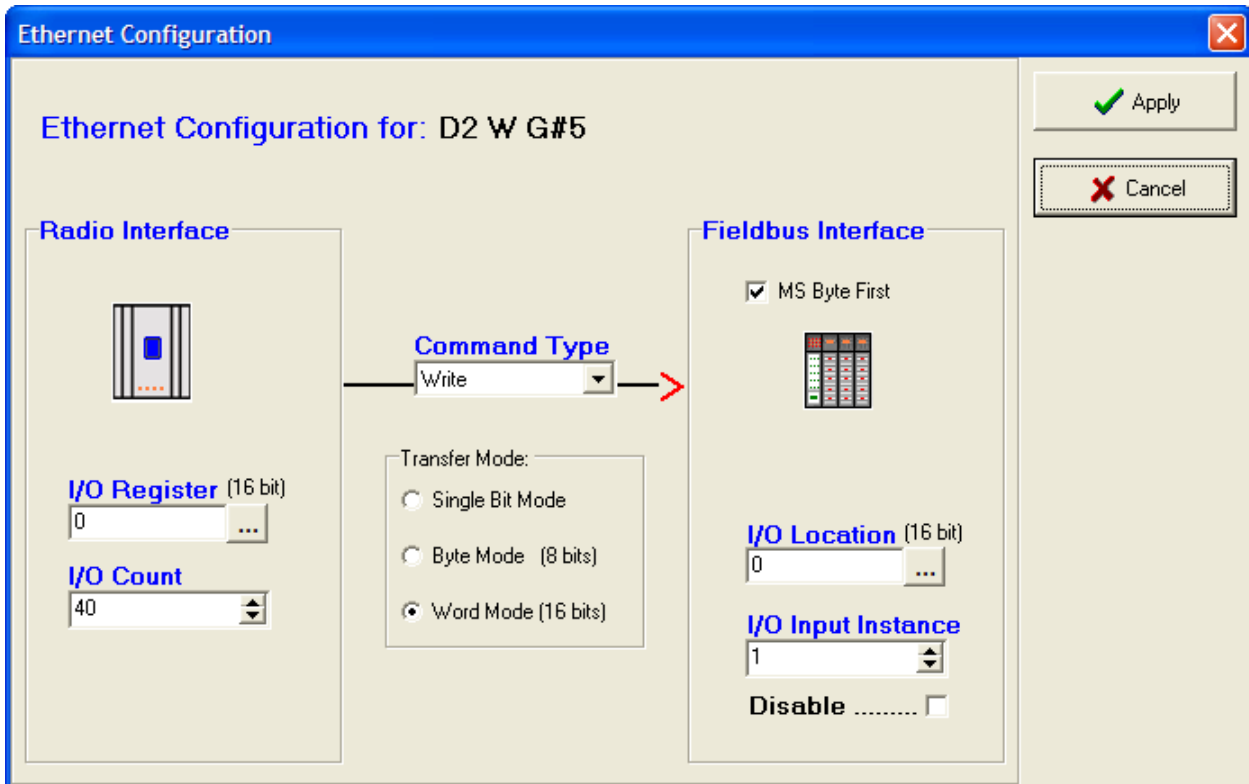 Ethernet Configuration
Apply
Ethernet Configuration for: D2 W G#5
Cancel
Radio Interface
Fieldbus Interface
MS Byte First
Command Type
Write
Transfer Mode:
I/O Register (16 bit)
0
...
Single Bit Mode
I/O Location (16 bit)
0
...
Byte Mode (8 bits)
I/O Count
40
Word Mode (16 bits)
I/O Input Instance
1
Disable .........